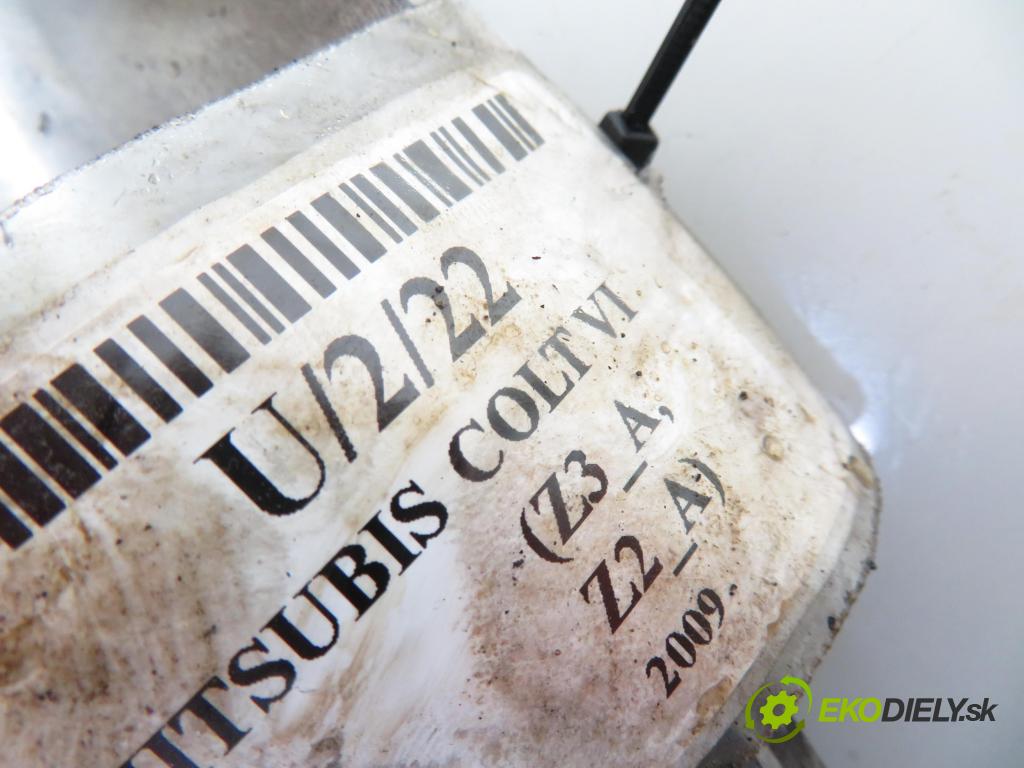 U/2/22
ITSUBIS COLT VI
(Z3_A,
Z2_A)
2009-
EKODIELY.sk